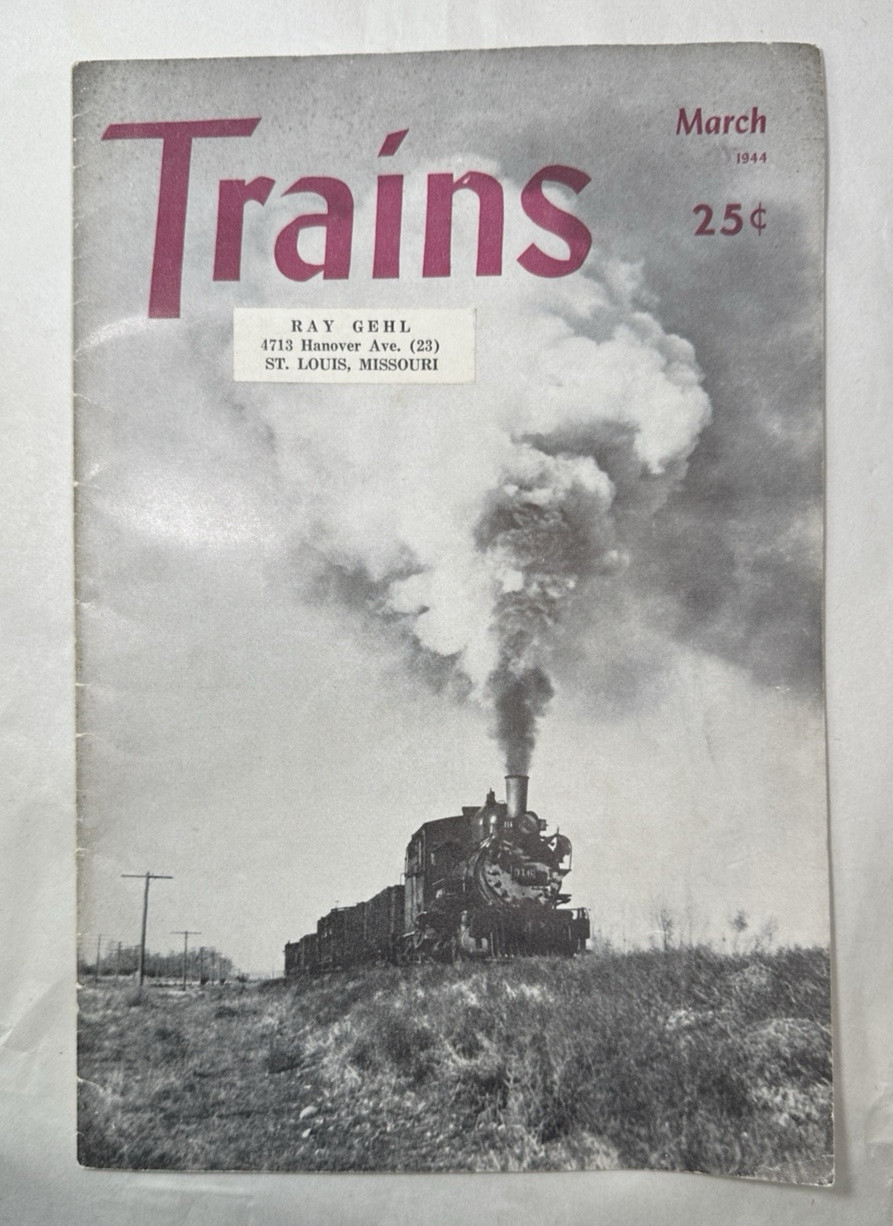 Trains
March
1944
25¢
RAY GEHL
4713 Hanover Ave. (23)
ST. LOUIS, MISSOURI